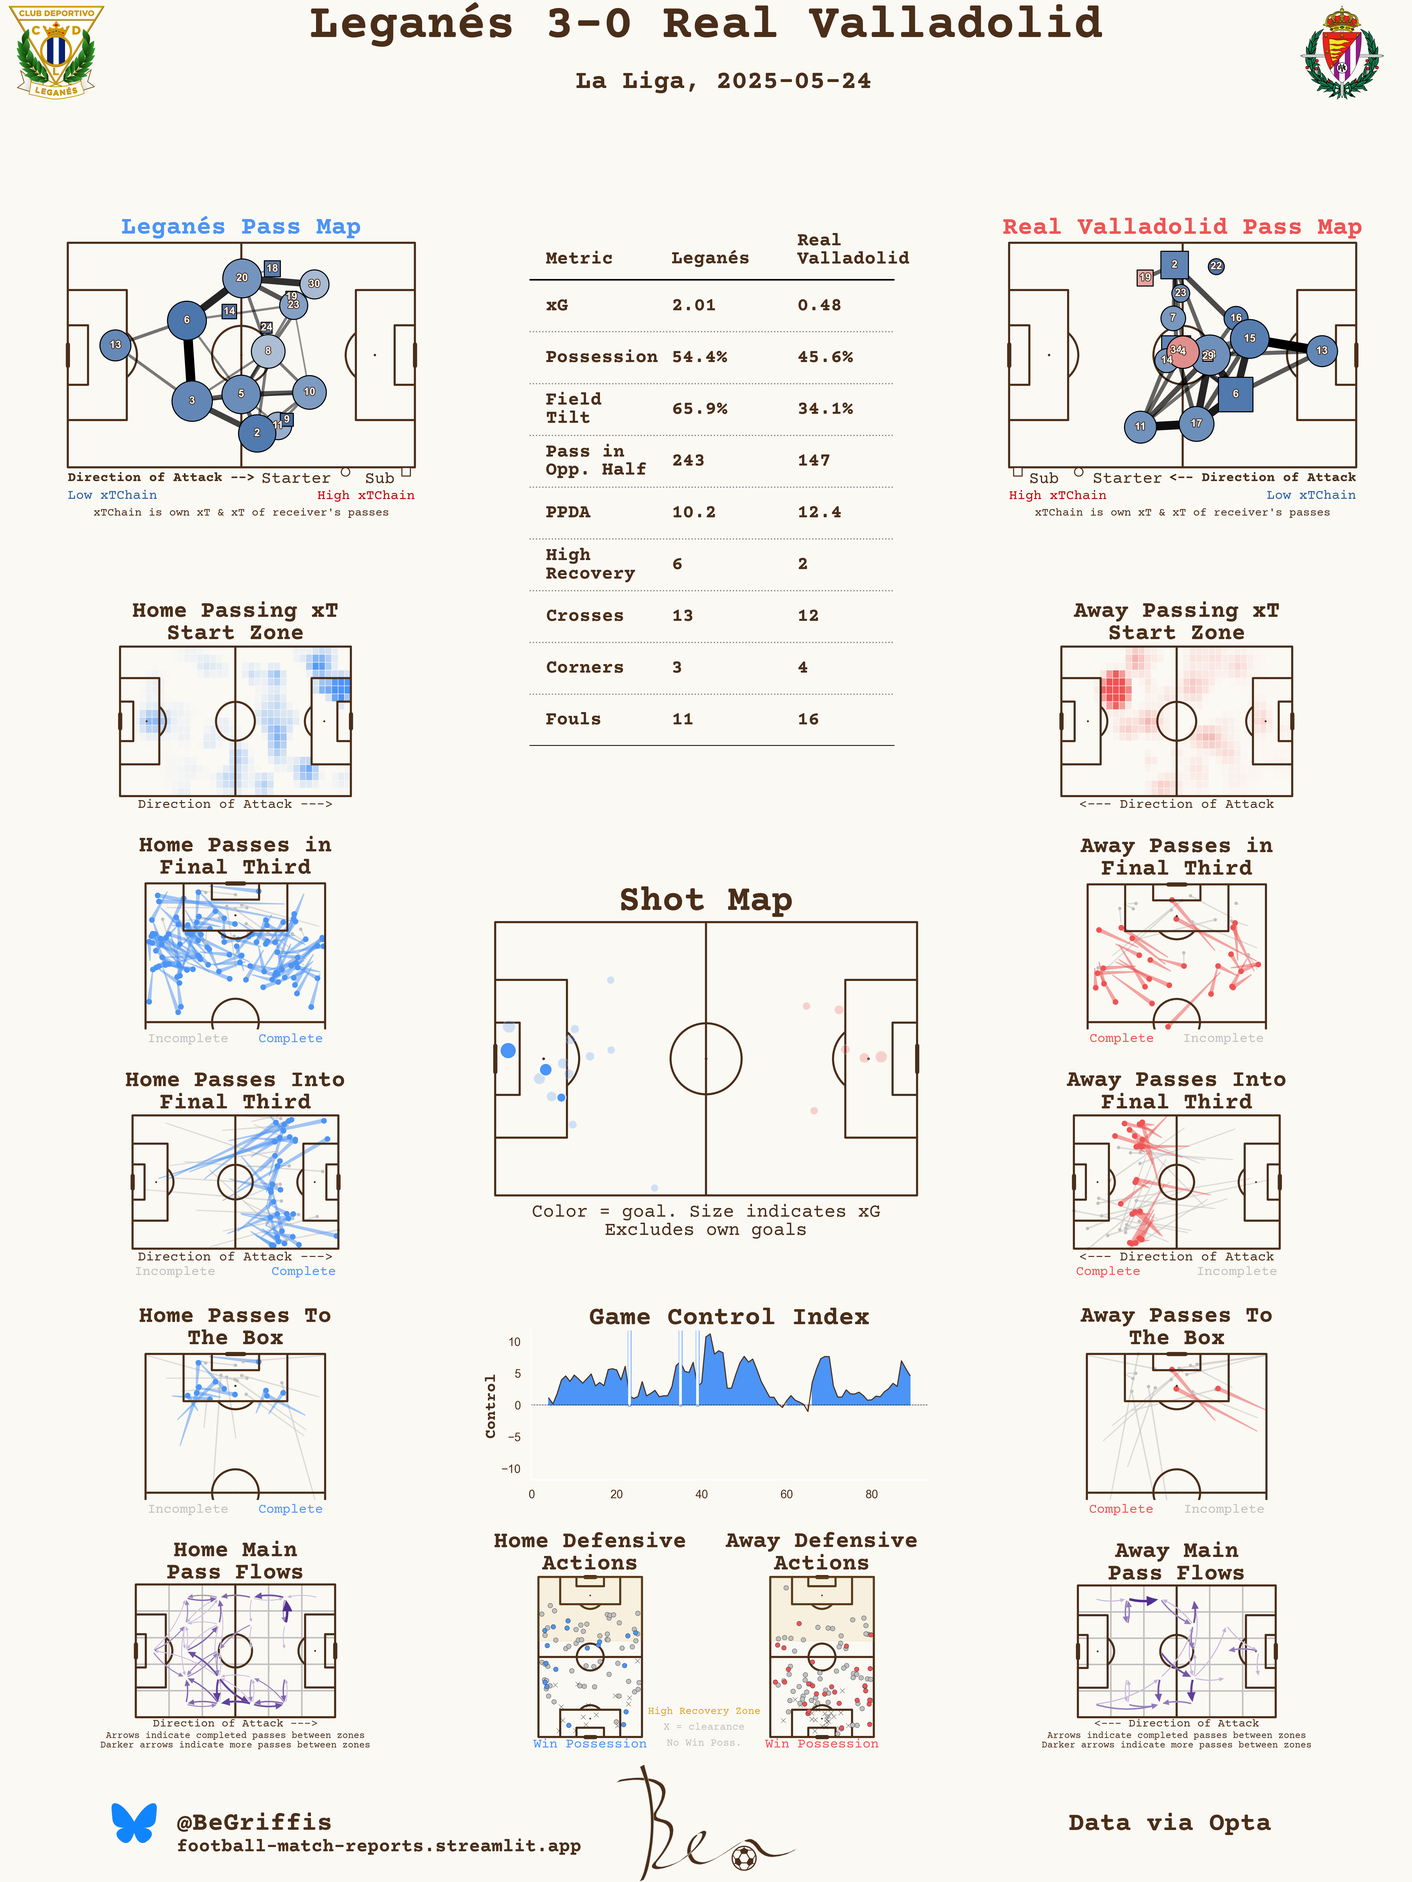 Leganés 3-0 Real Valladolid
La Liga, 2025-05-24
CLUB DEPORTIVO
C D
L
LEGANÉS
Leganés Pass Map
18
20
30
19
23
14
6
24
13
8
10
5
3
9
11
2
Direction of Attack --> Starter Sub
Low xTChain High xTChain
xTChain is own xT & xT of receiver's passes
Metric Leganés Real Valladolid
xG 2.01 0.48
Possession 54.4% 45.6%
Field Tilt 65.9% 34.1%
Pass in Opp. Half 243 147
PPDA 10.2 12.4
High Recovery 6 2
Crosses 13 12
Corners 3 4
Fouls 11 16
Real Valladolid Pass Map
2
22
19
23
7
16
15
13
14
29
6
11
17
Sub Starter <-- Direction of Attack
High xTChain Low xTChain
xTChain is own xT & xT of receiver's passes
Home Passing xT
Start Zone
Direction of Attack --->
Away Passing xT
Start Zone
<--- Direction of Attack
Home Passes in
Final Third
Incomplete Complete
Shot Map
Color = goal. Size indicates xG
Excludes own goals
Away Passes in
Final Third
Complete Incomplete
Home Passes Into
Final Third
Direction of Attack --->
Incomplete Complete
Away Passes Into
Final Third
<--- Direction of Attack
Complete Incomplete
Home Passes To
The Box
Incomplete Complete
Game Control Index
Control
10
5
0
−5
−10
0 20 40 60 80
Away Passes To
The Box
Complete Incomplete
Home Main
Pass Flows
Direction of Attack --->
Arrows indicate completed passes between zones
Darker arrows indicate more passes between zones
Home Defensive
Actions
Win Possession
High Recovery Zone
X = clearance
No Win Poss.
Away Defensive
Actions
Win Possession
Away Main
Pass Flows
<--- Direction of Attack
Arrows indicate completed passes between zones
Darker arrows indicate more passes between zones
@BeGriffis
football-match-reports.streamlit.app
Ben
Data via Opta